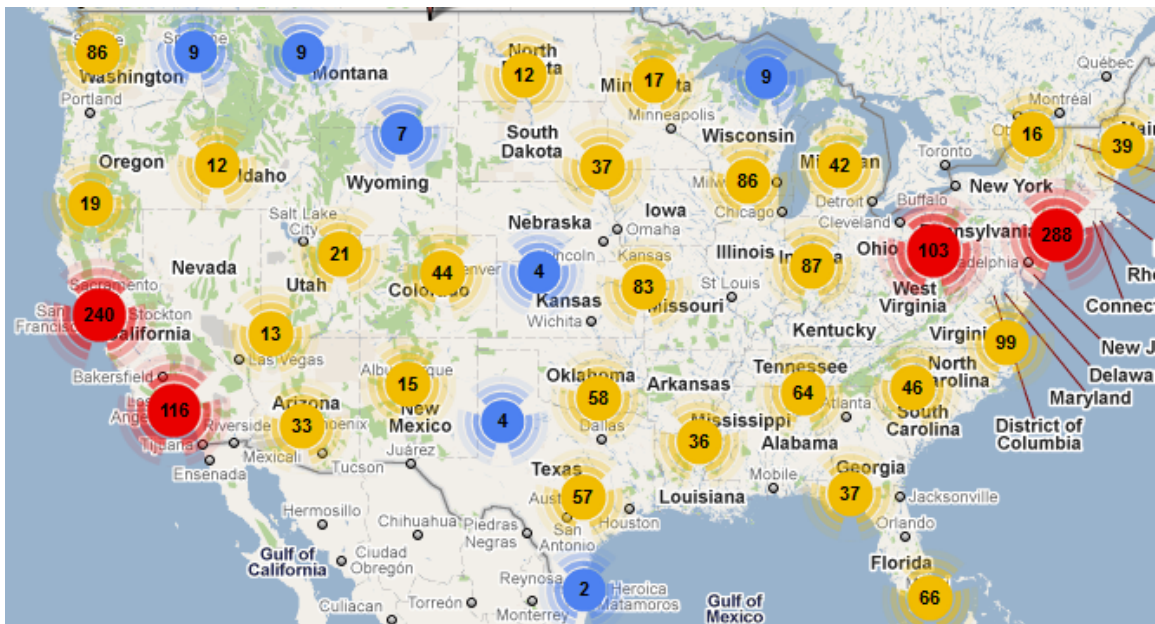 86
9
9
Montana
Washington
Portland
North
12
17
Minneapolis
9
Québec
Montréal
16
39
Toronto
7
South
Dakota
Wisconsin
Oregon
12
Idaho
Wyoming
37
86
42
Buffalo
New York
Detroit
Cleveland
Chicago
19
Salt Lake
City
Nebraska
Iowa
Omaha
Illinois
Ohio
103
288
Nevada
21
Utah
44
4
Kansas
83
Missouri
87
St Louis
West
Virginia
Sacramento
240
Stockton
California
Kansas
Wichita
Kentucky
13
Las Vegas
99
New J
Delawa
Maryland
Connect
Rho
Bakersfield
116
15
New
Mexico
Oklahoma
58
Dallas
Arkansas
Tennessee
64
Atlanta
North
46
South
Carolina
Arizona
33
4
Mississippi
36
Alabama
District of
Columbia
Riverside
Tijuana
Mexicali
Tucson
Juárez
Ensenada
Texas
57
Houston
San
Antonio
Louisiana
Mobile
Georgia
37
Jacksonville
Orlando
Hermosillo
Chihuahua
Piedras
Negras
Gulf of
California
Ciudad
Obregón
Florida
66
Culiacan
Torreón
Reynosa
Monterrey
2
Heroica
Matamoros
Gulf of
Mexico